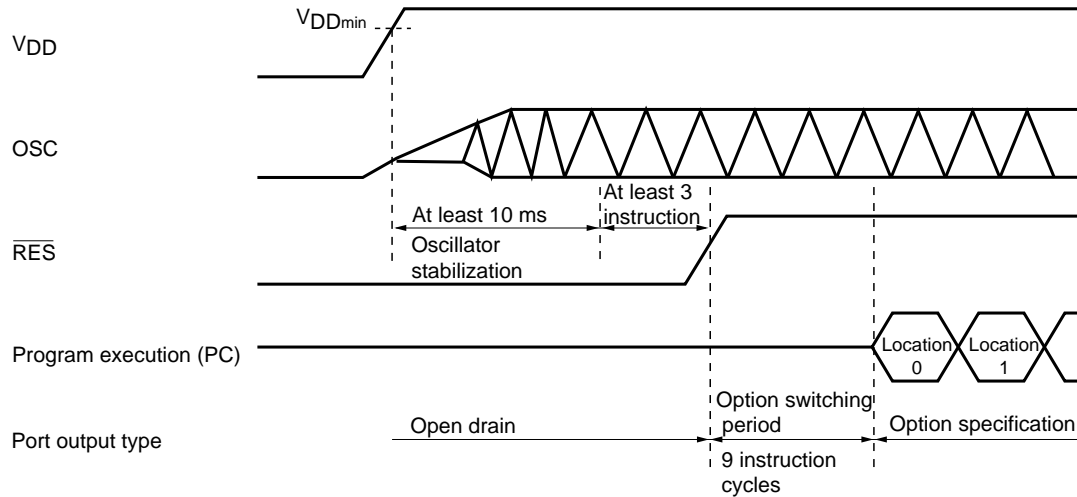 VDDmin
VDD
OSC
At least 10 ms
At least 3
instruction
Oscillator
stabilization
RES
Program execution (PC)
Location
0
Location
1
Port output type
Open drain
Option switching
period
Option specification
9 instruction
cycles